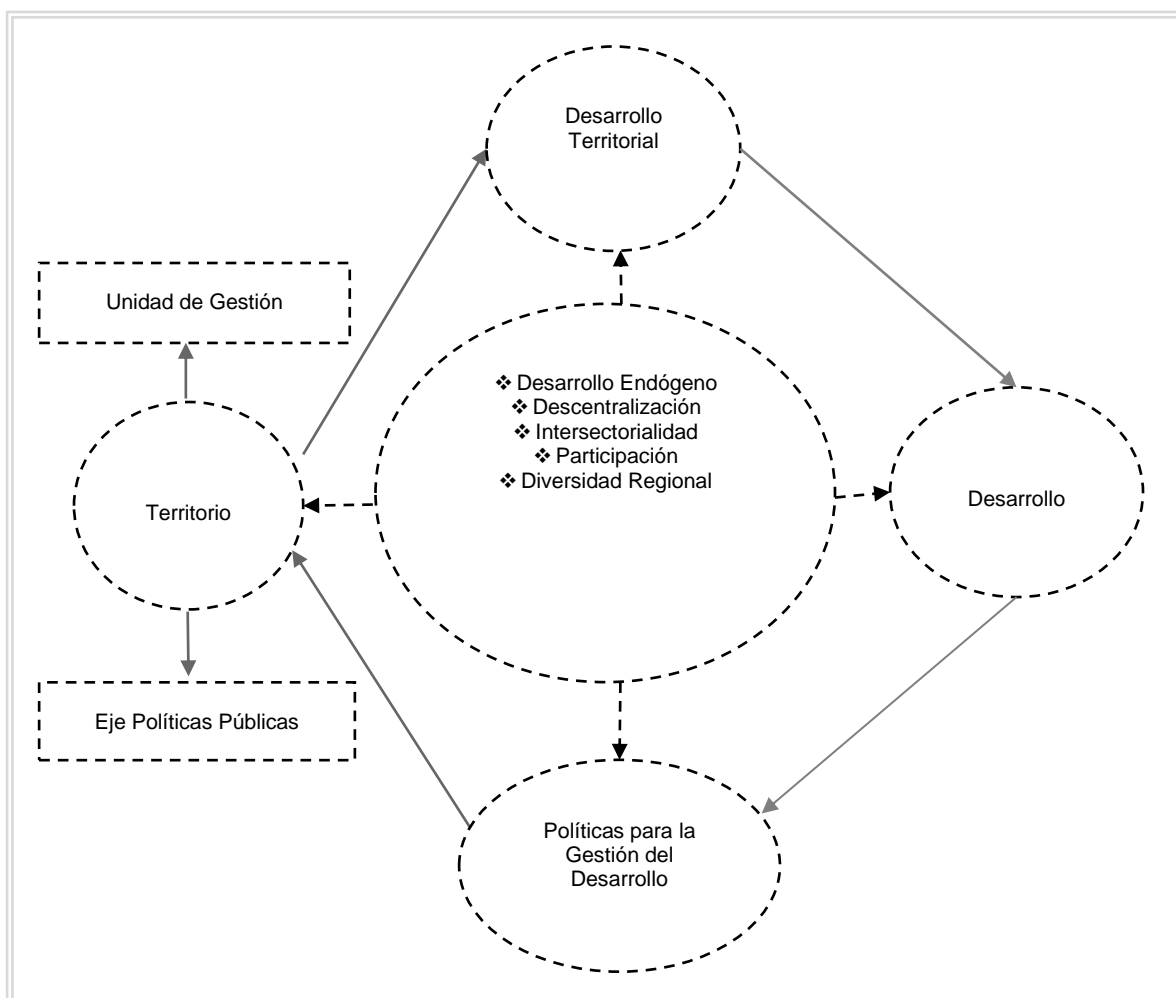 Desarrollo
Territorial
Unidad de Gestión
❖ Desarrollo Endógeno
❖ Descentralización
❖ Intersectorialidad
❖ Participación
❖ Diversidad Regional
Territorio
Desarrollo
Eje Políticas Públicas
Políticas para la
Gestión del
Desarrollo